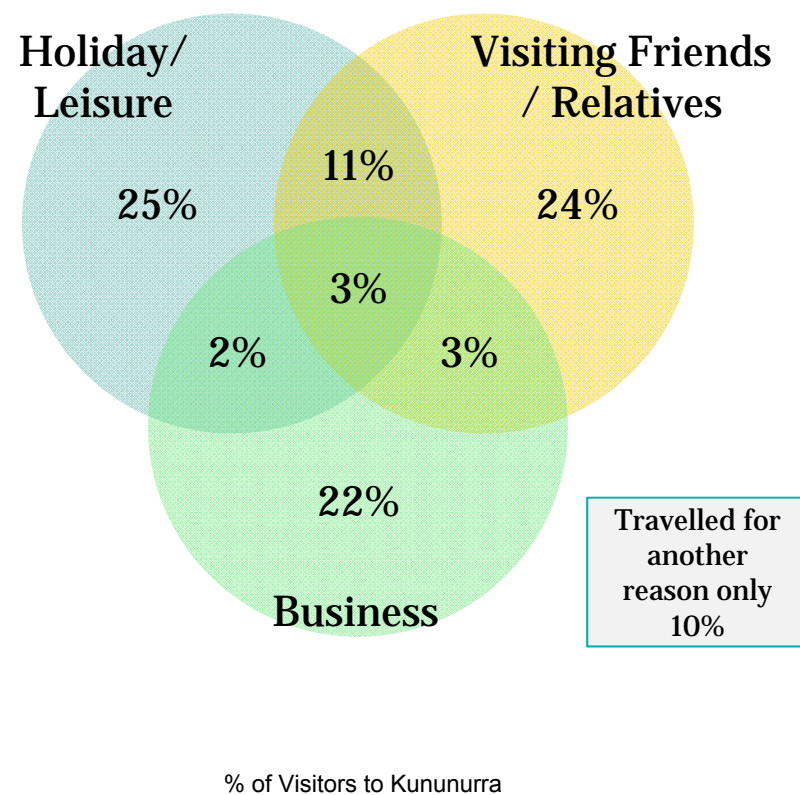 Holiday/
Leisure
Visiting Friends
/ Relatives
11%
25%
24%
3%
2%
3%
22%
Business
Travelled for
another
reason only
10%
% of Visitors to Kununurra